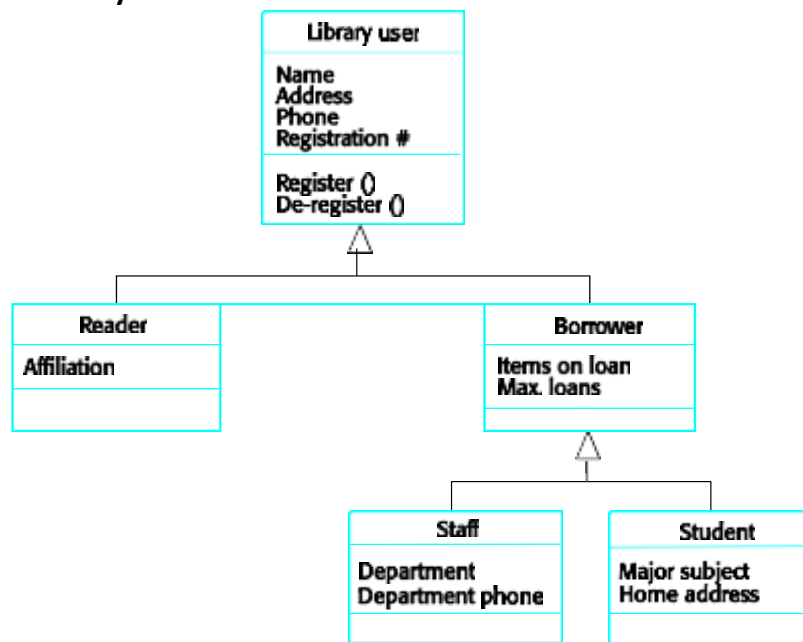 Library user
Name
Address
Phone
Registration #
Register ()
De-register ()
Reader
Affiliation
Borrower
Items on loan
Max. loans
Staff
Department
Department phone
Student
Major subject
Home address